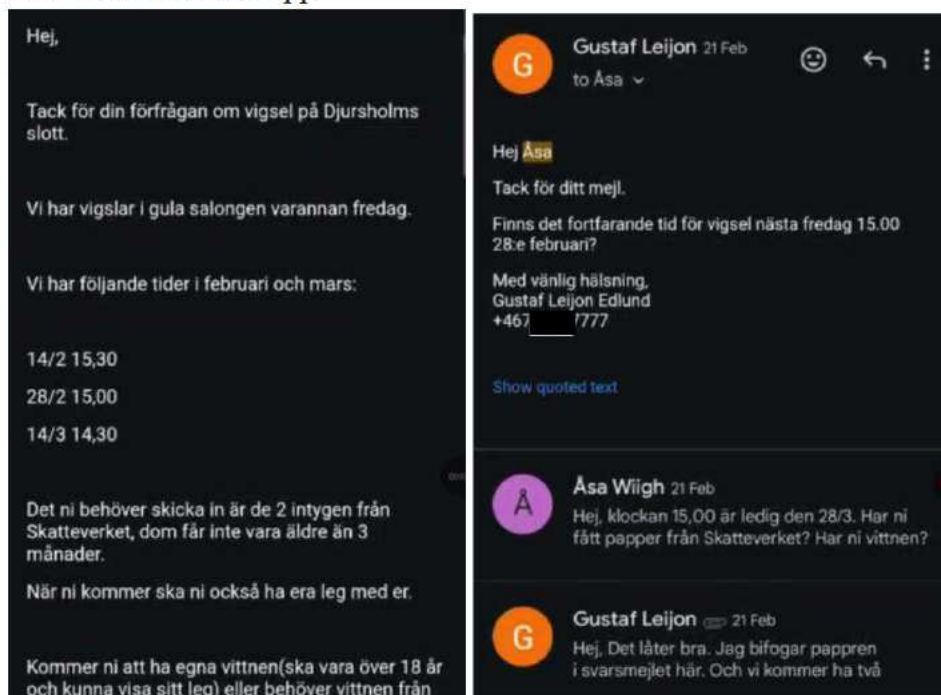 Hej,
Tack för din förfrågan om vigsel på Djursholms
slott.
Vi har vigslar i gula salongen varannan fredag.
Vi har följande tider i februari och mars:
14/2 15,30
28/2 15,00
14/3 14,30
Det ni behöver skicka in är de 2 intygen från
Skatteverket, dom får inte vara äldre än 3
månader.
När ni kommer ska ni också ha era leg med er.
Kommer ni att ha egna vittnen(ska vara över 18 år
och kunna visa sitt leg) eller behöver vittnen från
G
Gustaf Leijon 21 Feb
to Åsa
Hej Åsa
Tack för ditt mejl.
Finns det fortfarande tid för vigsel nästa fredag 15.00
28:e februari?
Med vänlig hälsning,
Gustaf Leijon Edlund
+467 7777
Show quoted text
Å
Åsa Wiigh 21 Feb
Hej, klockan 15,00 är ledig den 28/3. Har ni
fått papper från Skatteverket? Har ni vittnen?
G
Gustaf Leijon 21 Feb
Hej, Det låter bra. Jag bifogar pappren
i svarsmejlet här. Och vi kommer ha två